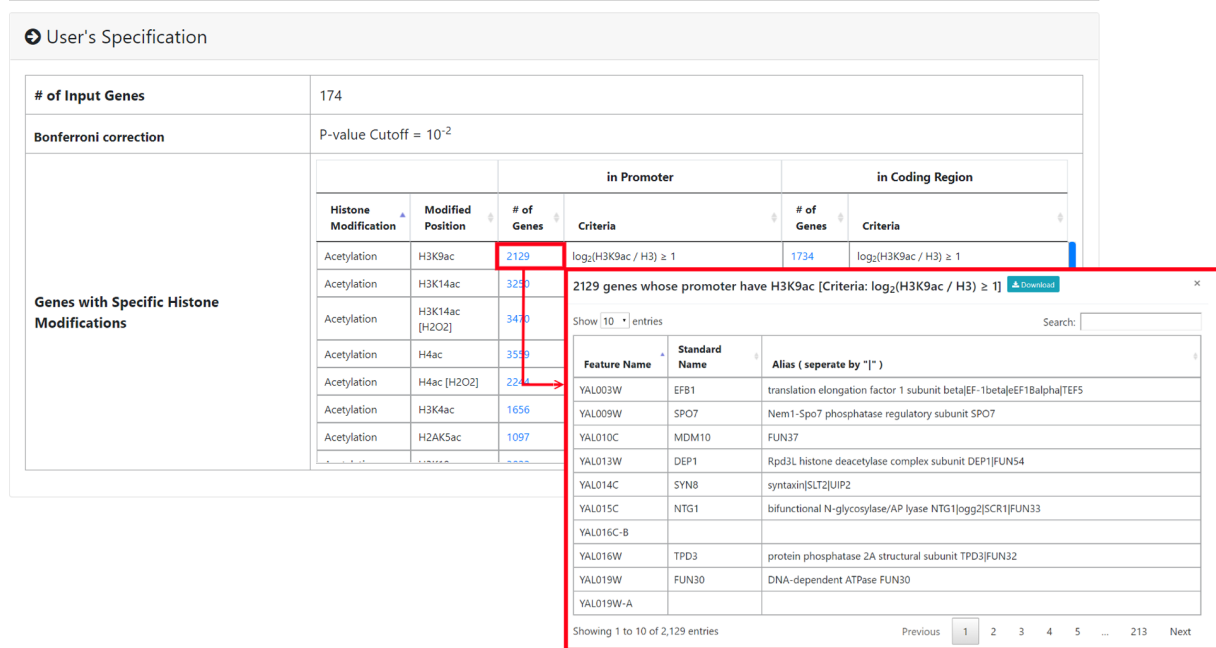 User's Specification
# of Input Genes 174
Bonferroni correction P-value Cutoff = 10⁻²
Genes with Specific Histone Modifications
in Promoter in Coding Region
Histone Modification Modified Position # of Genes Criteria # of Genes Criteria
Acetylation H3K9ac 2129 log₂(H3K9ac / H3) ≥ 1 1734 log₂(H3K9ac / H3) ≥ 1
Acetylation H3K14ac 3250
Acetylation H3K14ac [H2O2] 3470
Acetylation H4ac 3559
Acetylation H4ac [H2O2] 2244
Acetylation H3K4ac 1656
Acetylation H2AK5ac 1097
2129 genes whose promoter have H3K9ac [Criteria: log₂(H3K9ac / H3) ≥ 1] Download ×
Show 10 entries Search:
Feature Name Standard Name Alias ( seperate by "|" )
YAL003W EFB1 translation elongation factor 1 subunit beta|EF-1beta|eEF1Balpha|TEF5
YAL009W SPO7 Nem1-Spo7 phosphatase regulatory subunit SPO7
YAL010C MDM10 FUN37
YAL013W DEP1 Rpd3L histone deacetylase complex subunit DEP1|FUN54
YAL014C SYN8 syntaxin|SLT2|UIP2
YAL015C NTG1 bifunctional N-glycosylase/AP lyase NTG1|ogg2|SCR1|FUN33
YAL016C-B
YAL016W TPD3 protein phosphatase 2A structural subunit TPD3|FUN32
YAL019W FUN30 DNA-dependent ATPase FUN30
YAL019W-A
Showing 1 to 10 of 2,129 entries Previous 1 2 3 4 5 ... 213 Next